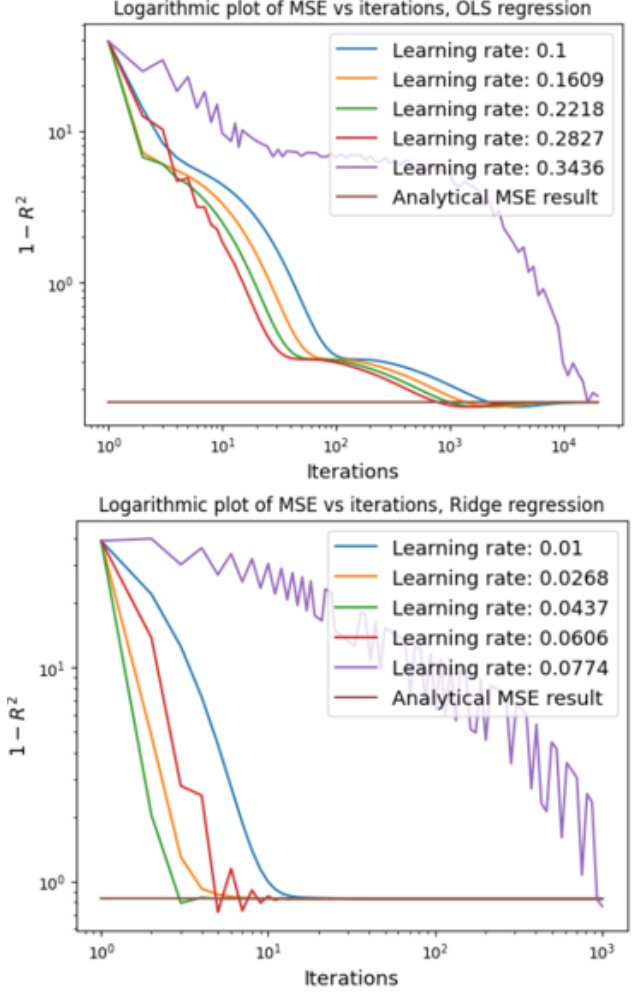 Logarithmic plot of MSE vs iterations, OLS regression
Learning rate: 0.1
Learning rate: 0.1609
Learning rate: 0.2218
Learning rate: 0.2827
Learning rate: 0.3436
Analytical MSE result
10¹
10⁰
1 − R²
10⁰ 10¹ 10² 10³ 10⁴
Iterations
Logarithmic plot of MSE vs iterations, Ridge regression
Learning rate: 0.01
Learning rate: 0.0268
Learning rate: 0.0437
Learning rate: 0.0606
Learning rate: 0.0774
Analytical MSE result
10¹
10⁰
1 − R²
10⁰ 10¹ 10² 10³
Iterations